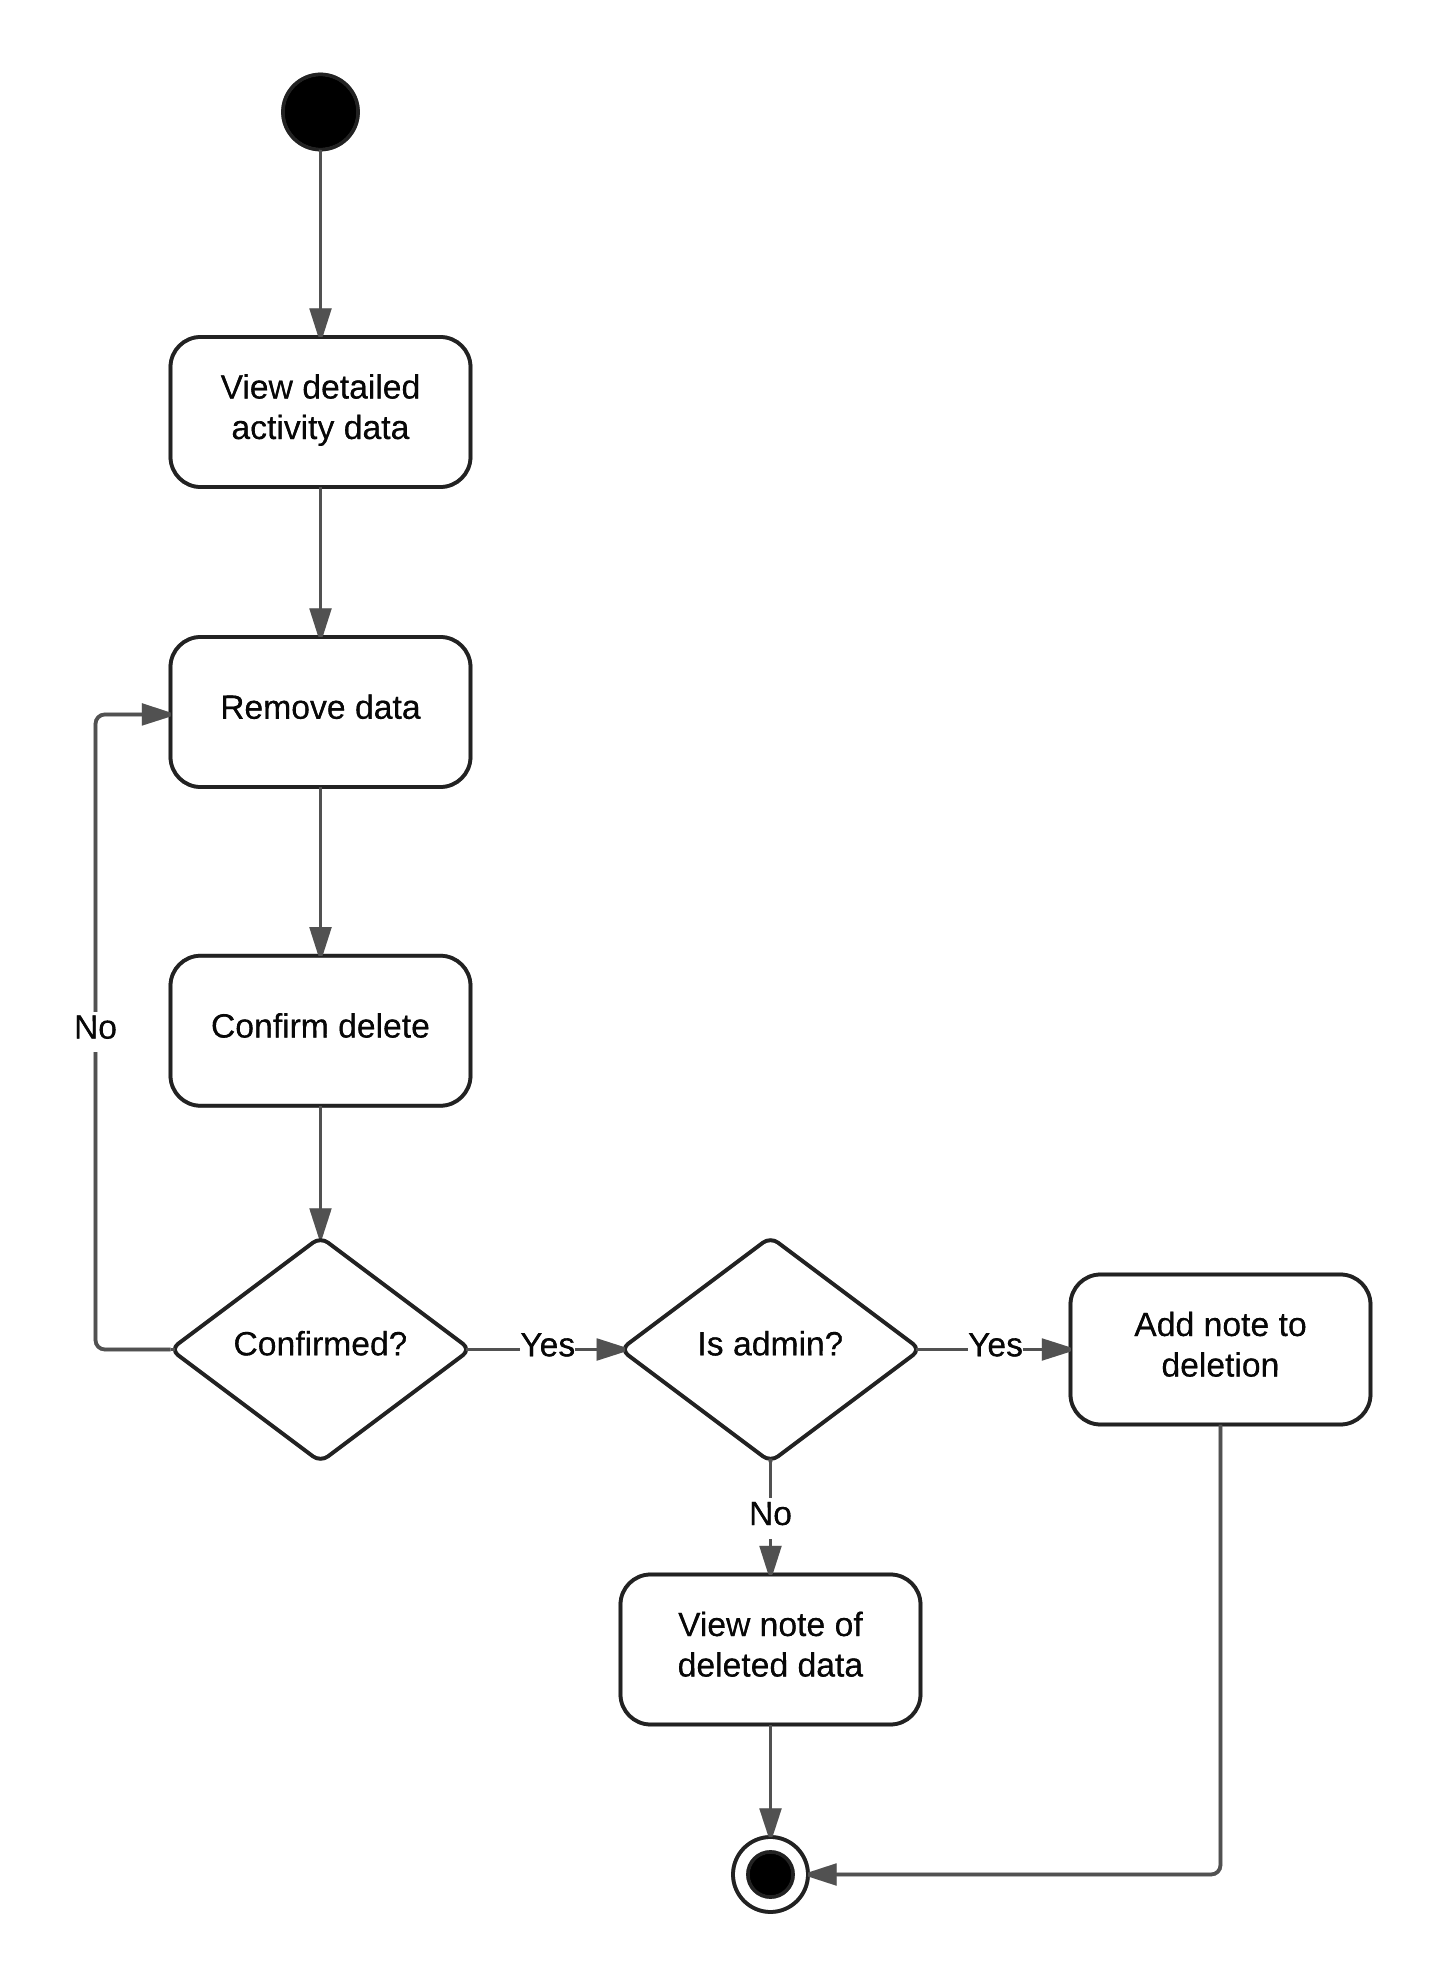 View detailed
activity data
Remove data
Confirm delete
No
Confirmed?
Yes
Is admin?
Yes
Add note to
deletion
No
View note of
deleted data